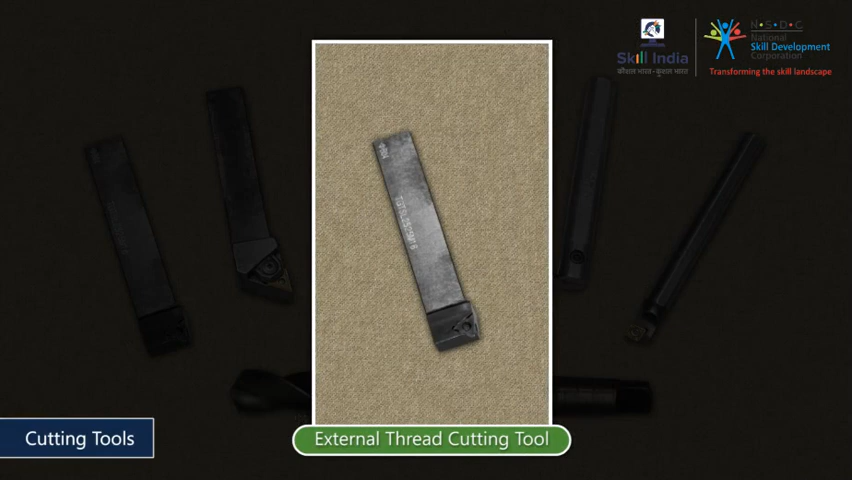 N·S·D·C
National
Skill Development
Corporation
Transforming the skill landscape
Skill India
कौशल भारत - कुशल भारत
Cutting Tools
External Thread Cutting Tool